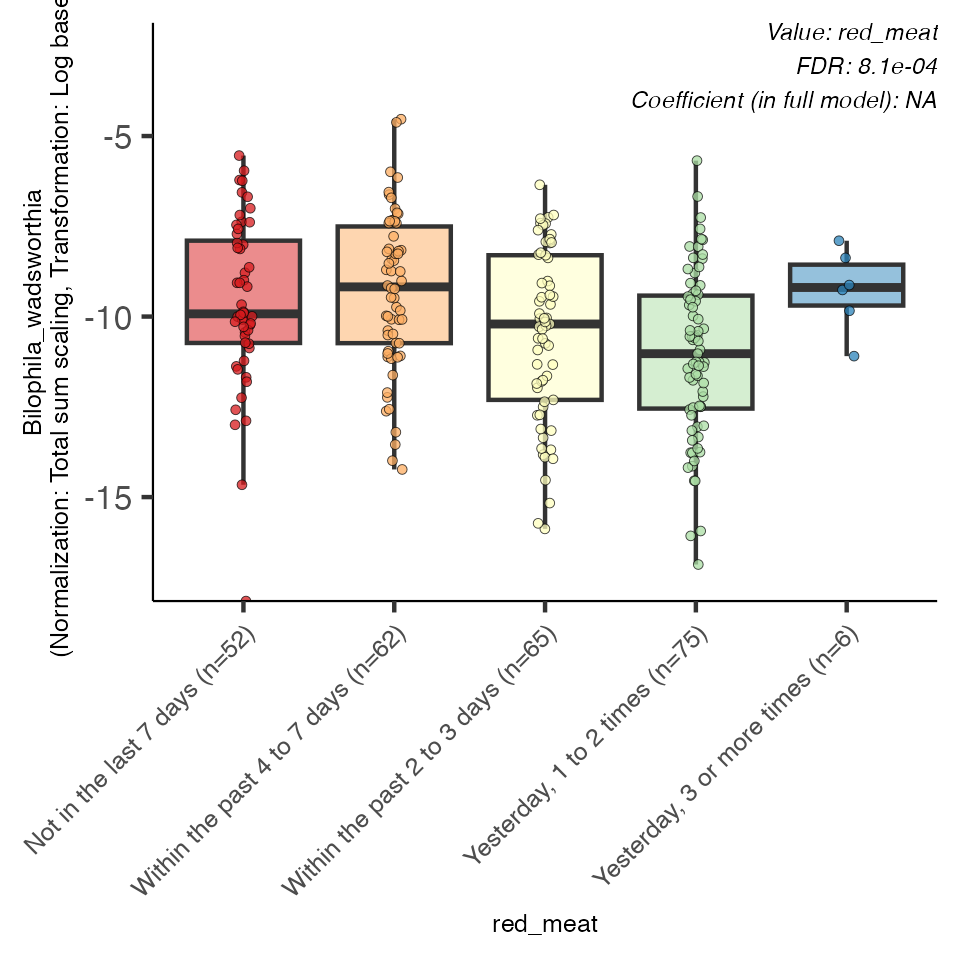 Value: red_meat
FDR: 8.1e-04
Coefficient (in full model): NA
Bilophila_wadsworthia
(Normalization: Total sum scaling, Transformation: Log base
-5
-10
-15
Not in the last 7 days (n=52)
Within the past 4 to 7 days (n=62)
Within the past 2 to 3 days (n=65)
Yesterday, 1 to 2 times (n=75)
Yesterday, 3 or more times (n=6)
red_meat